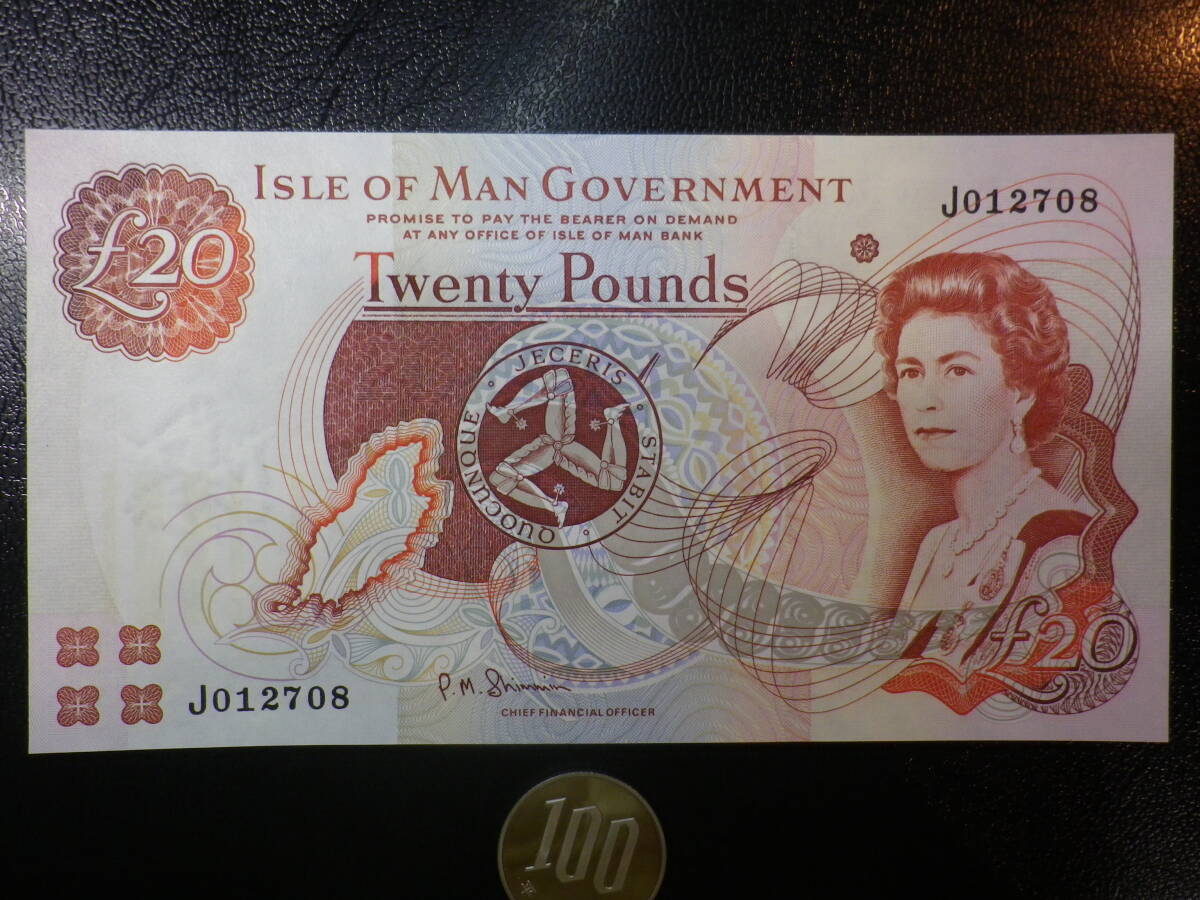 £20
ISLE OF MAN GOVERNMENT
J012708
PROMISE TO PAY THE BEARER ON DEMAND
AT ANY OFFICE OF ISLE OF MAN BANK
Twenty Pounds
QUOCUNQUE JECERIS STABIT
£20
J012708
P. M. Shimmin
CHIEF FINANCIAL OFFICER
100
平